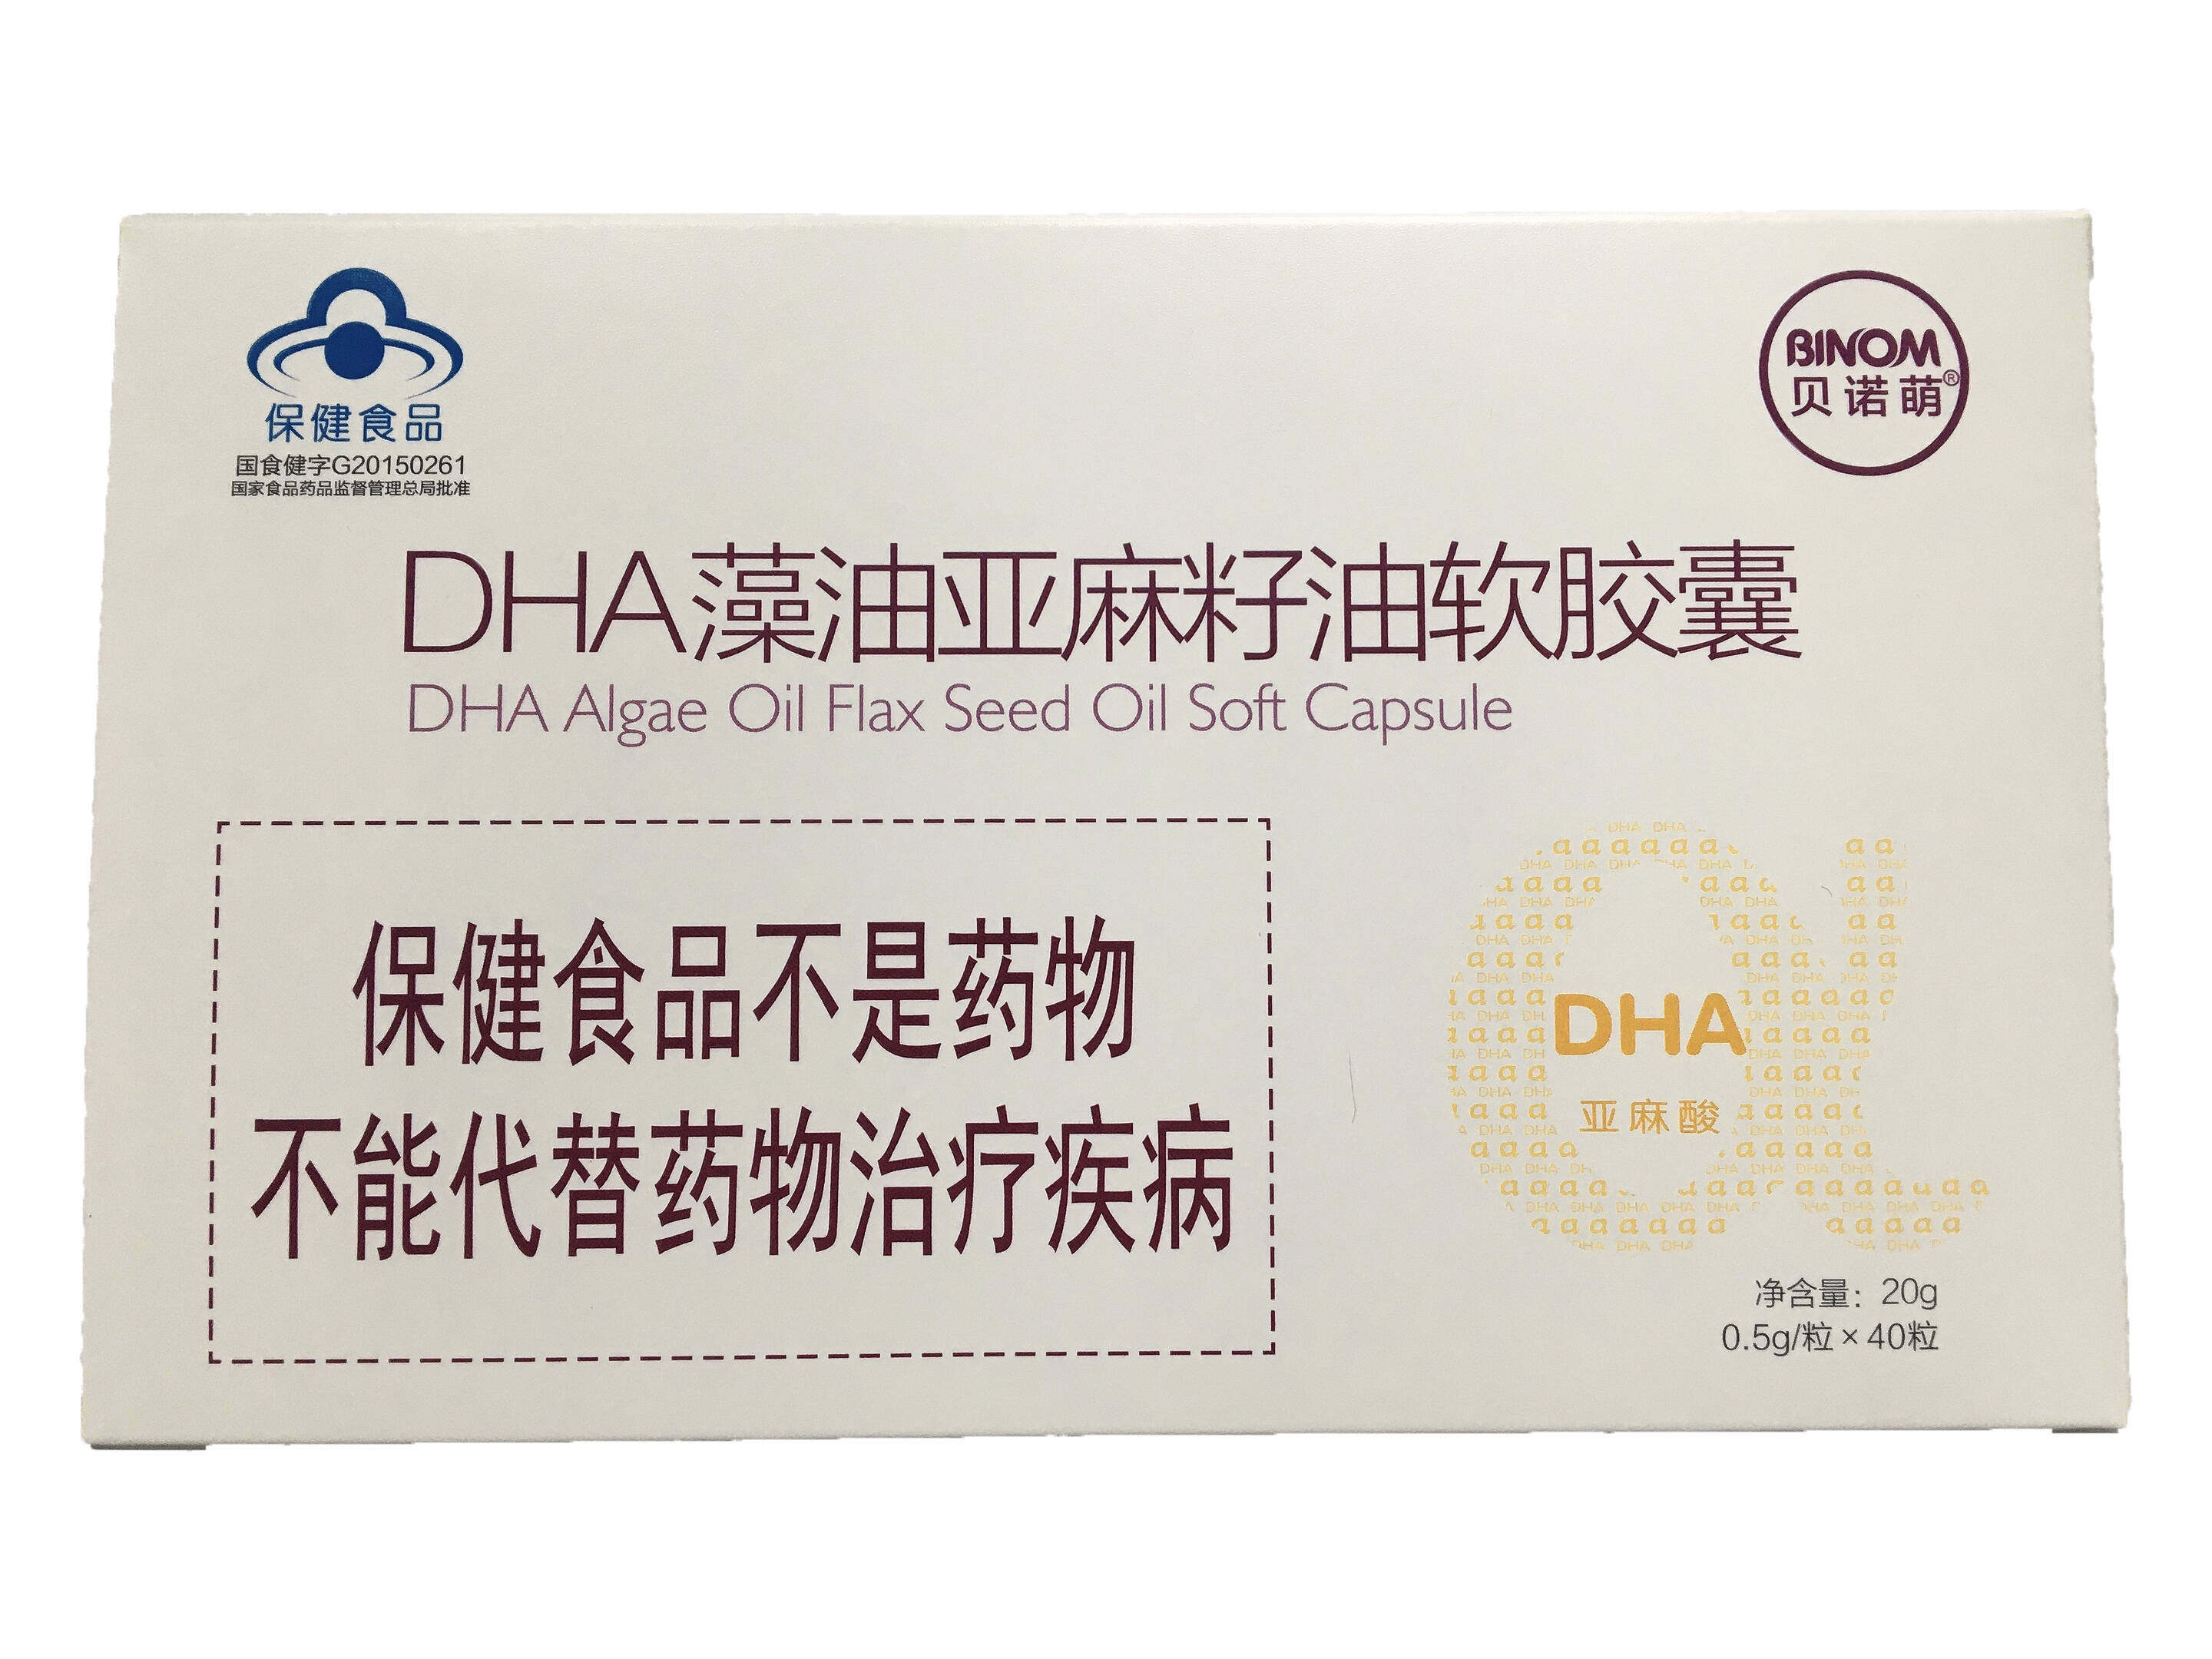 保健食品
国食健字G20150261
国家食品药品监督管理总局批准
BINOM
贝诺萌®
DHA藻油亚麻籽油软胶囊
DHA Algae Oil Flax Seed Oil Soft Capsule
保健食品不是药物
不能代替药物治疗疾病
DHA
亚麻酸
净含量：20g
0.5g/粒×40粒